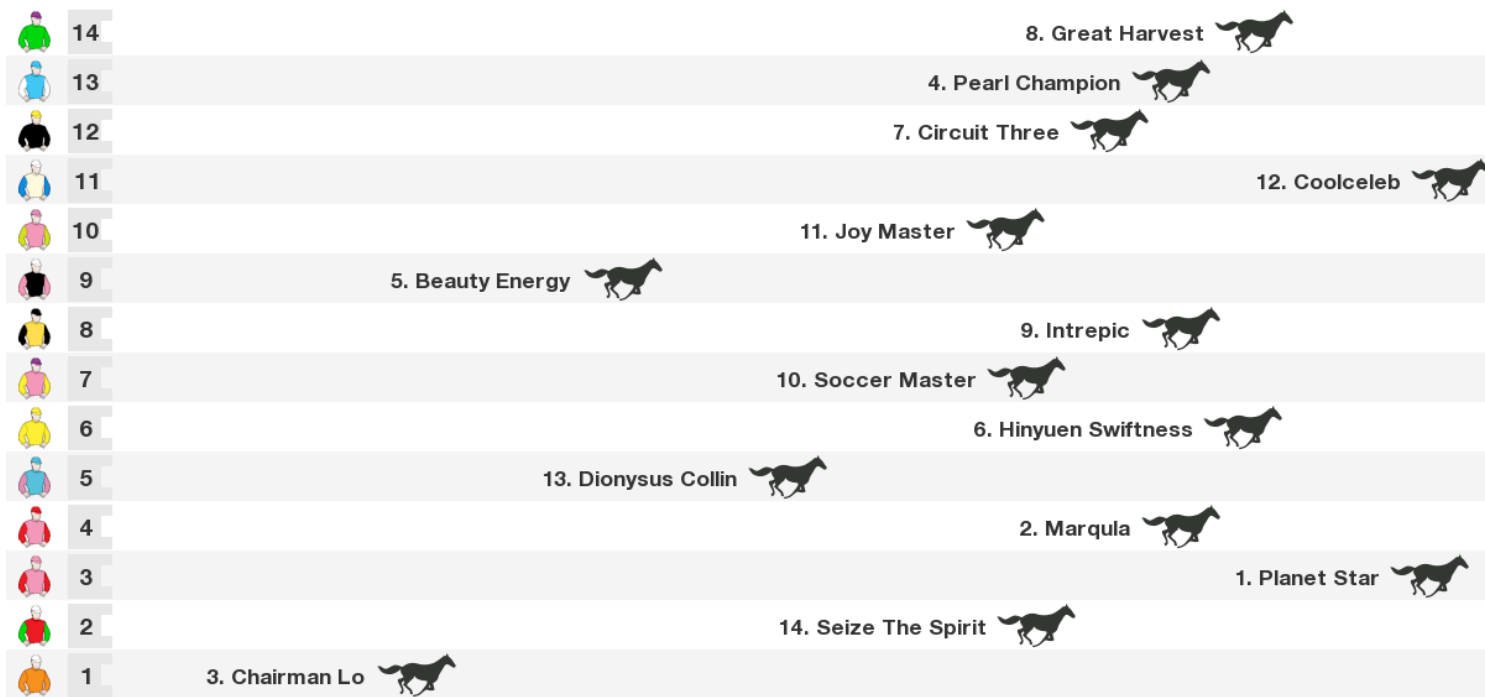 14 8. Great Harvest
13 4. Pearl Champion
12 7. Circuit Three
11 12. Coolceleb
10 11. Joy Master
9 5. Beauty Energy
8 9. Intrepic
7 10. Soccer Master
6 6. Hinyuen Swiftness
5 13. Dionysus Collin
4 2. Marqula
3 1. Planet Star
2 14. Seize The Spirit
1 3. Chairman Lo